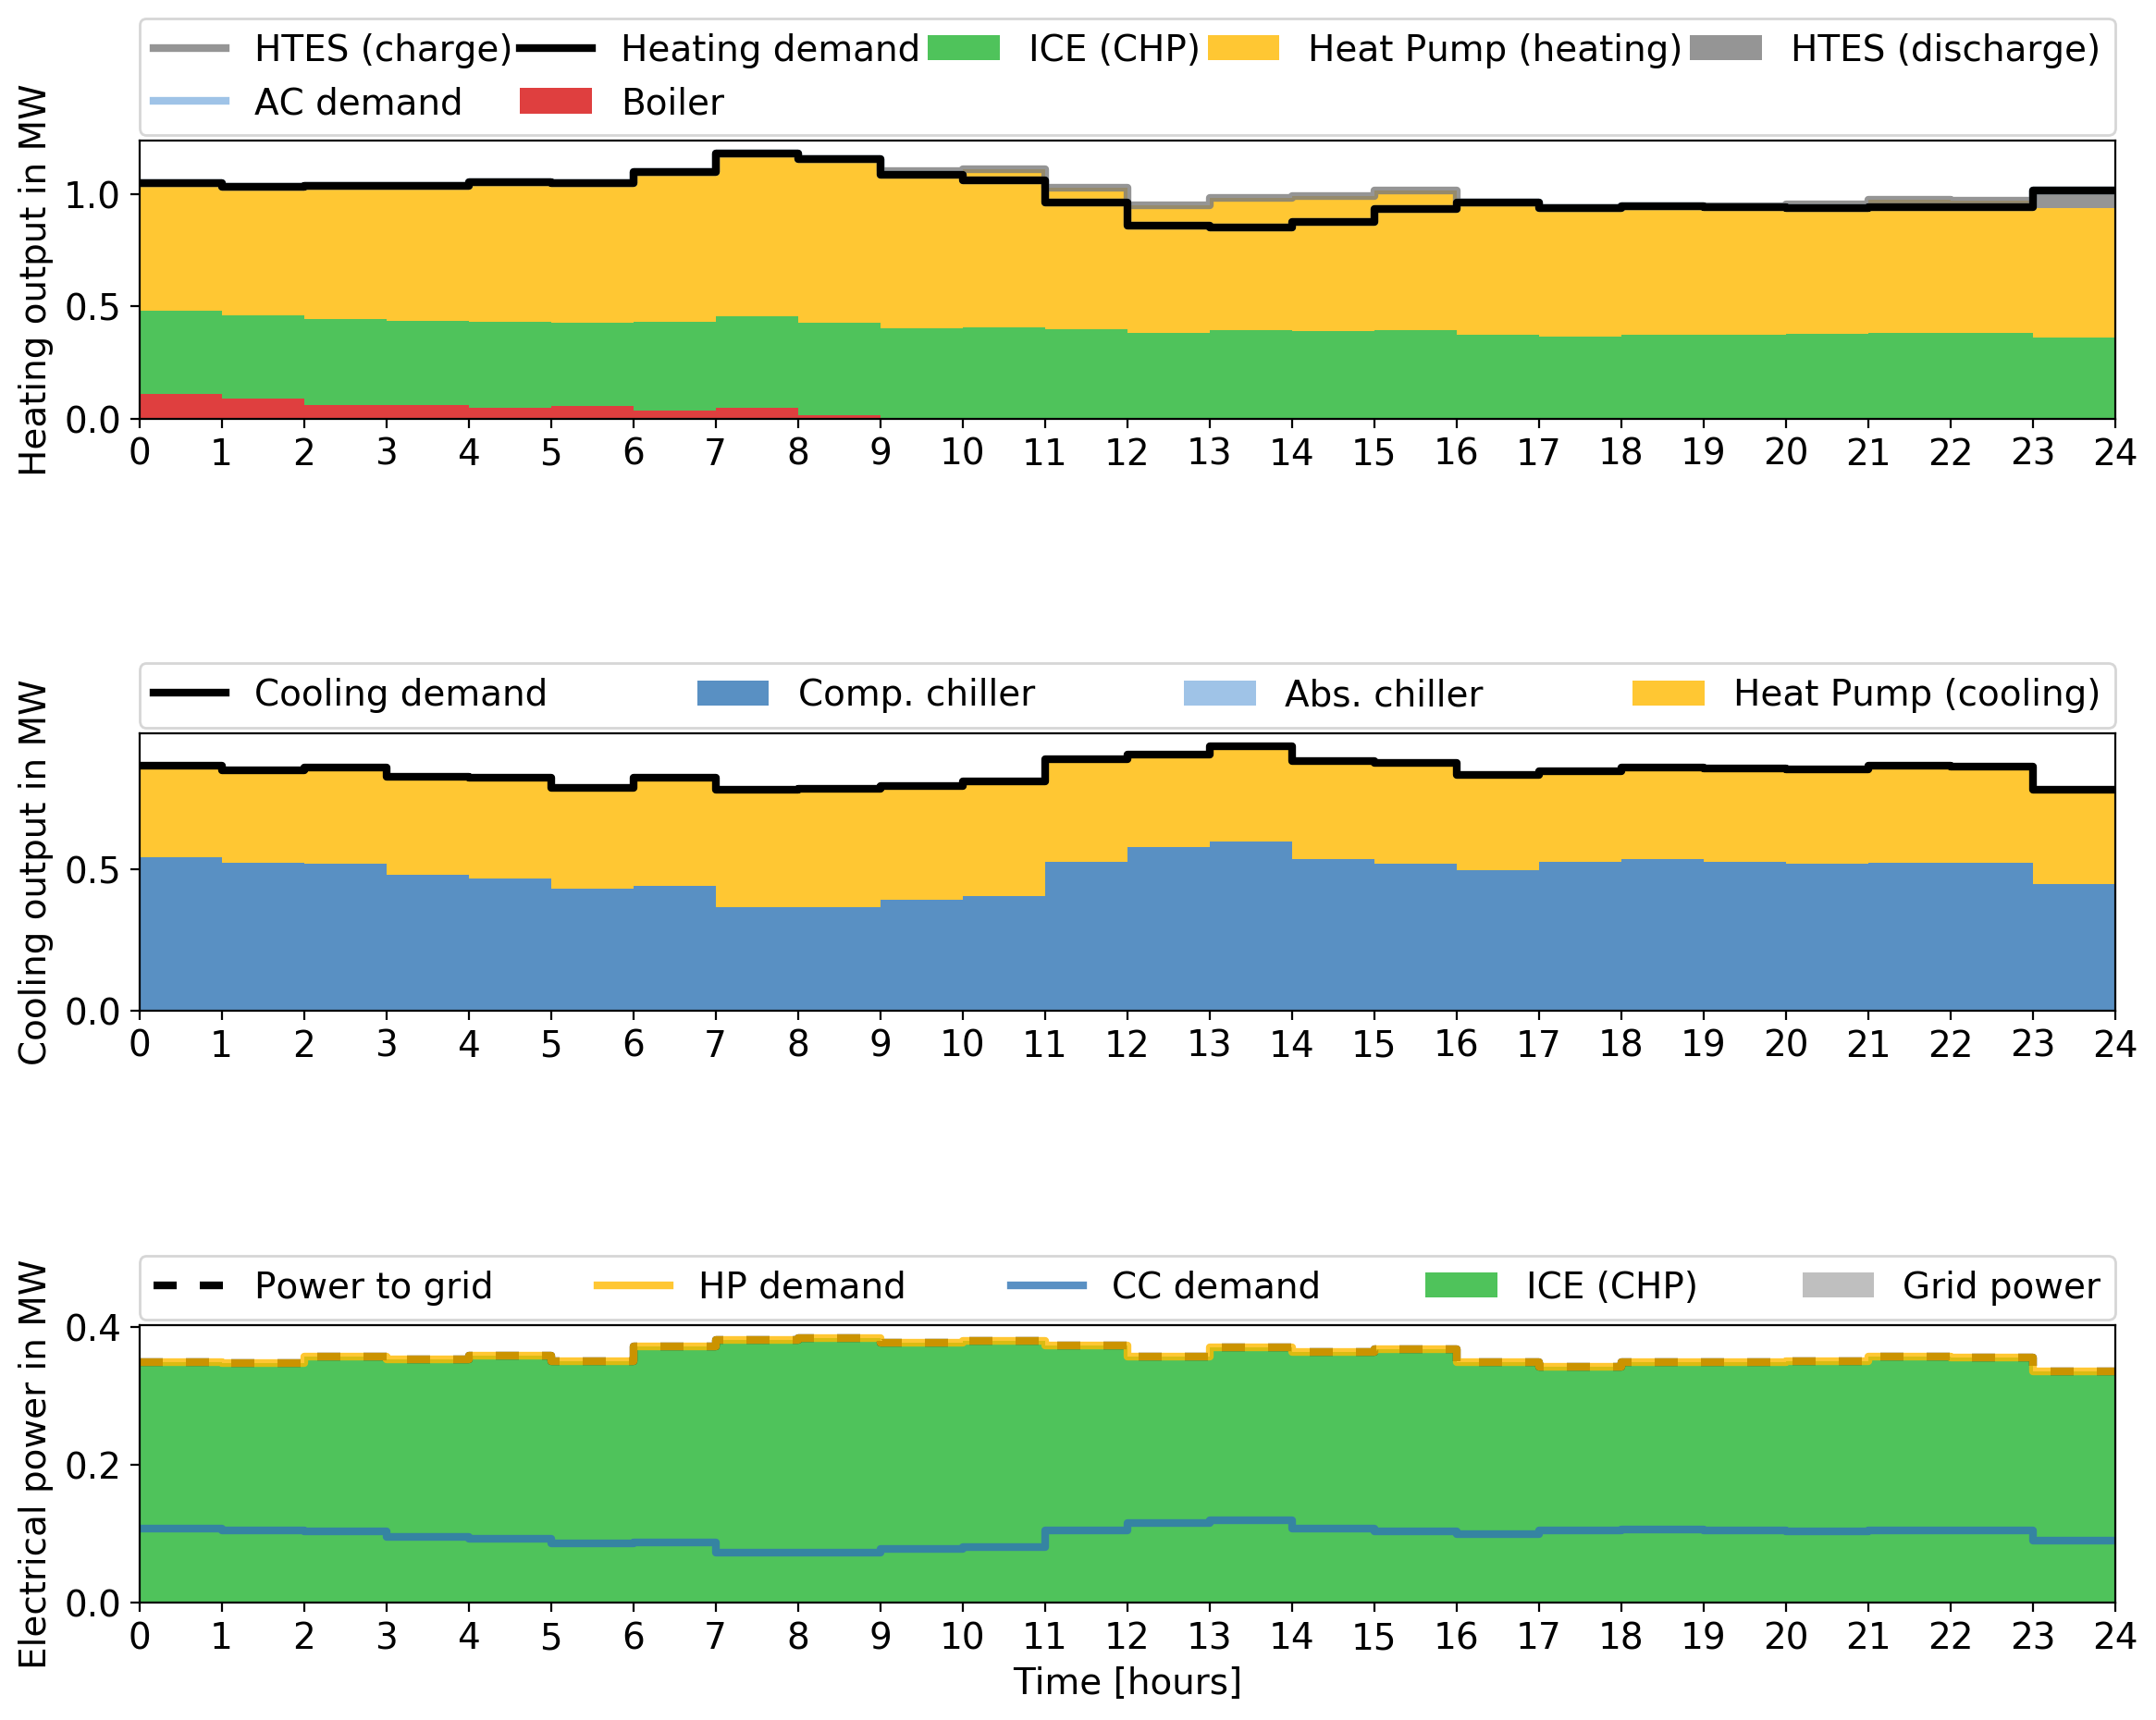 HTES (charge) Heating demand ICE (CHP) Heat Pump (heating) HTES (discharge)
AC demand Boiler
Heating output in MW
1.0
0.5
0.0
0 1 2 3 4 5 6 7 8 9 10 11 12 13 14 15 16 17 18 19 20 21 22 23 24
Cooling demand Comp. chiller Abs. chiller Heat Pump (cooling)
Cooling output in MW
0.5
0.0
0 1 2 3 4 5 6 7 8 9 10 11 12 13 14 15 16 17 18 19 20 21 22 23 24
Power to grid HP demand CC demand ICE (CHP) Grid power
Electrical power in MW
0.4
0.2
0.0
0 1 2 3 4 5 6 7 8 9 10 11 12 13 14 15 16 17 18 19 20 21 22 23 24
Time [hours]